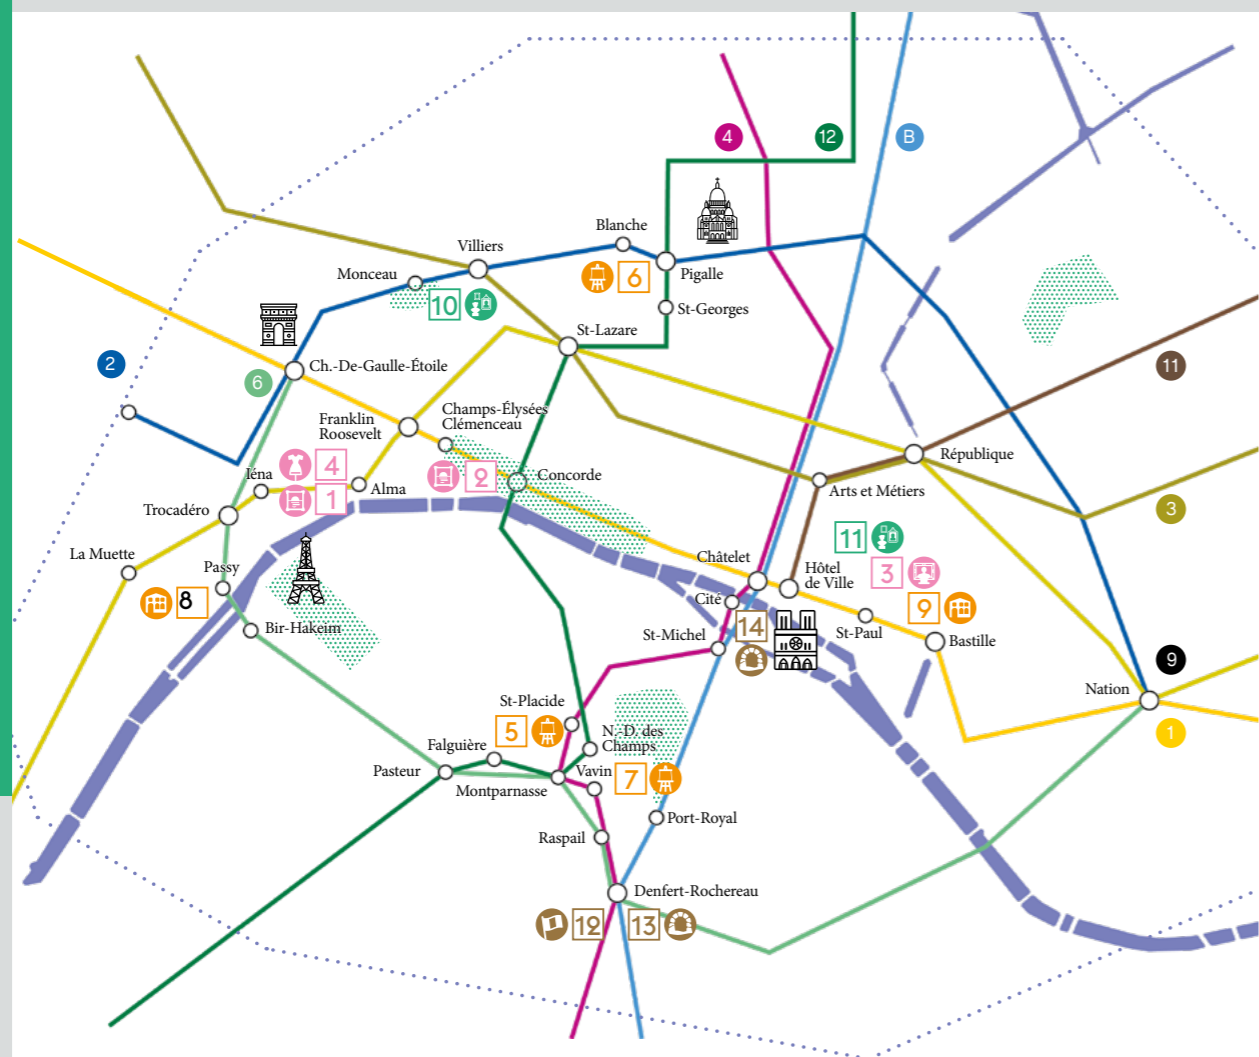 4
12
B
Blanche
Villiers
Monceau
6
Pigalle
10
St-Georges
St-Lazare
2
Ch.-De-Gaulle-Étoile
11
6
Franklin
Roosevelt
Champs-Élysées
Clémenceau
République
4
Iéna
2
Concorde
Alma
1
Arts et Métiers
Trocadéro
3
La Muette
11
Châtelet
Passy
3
Hôtel
de Ville
8
Cité
9
Bir-Hakeim
14
St-Michel
St-Paul
Bastille
9
Nation
St-Placide
5
N.-D. des
Champs
1
Falguière
Pasteur
Vavin
7
Montparnasse
Port-Royal
Raspail
Denfert-Rochereau
12
13